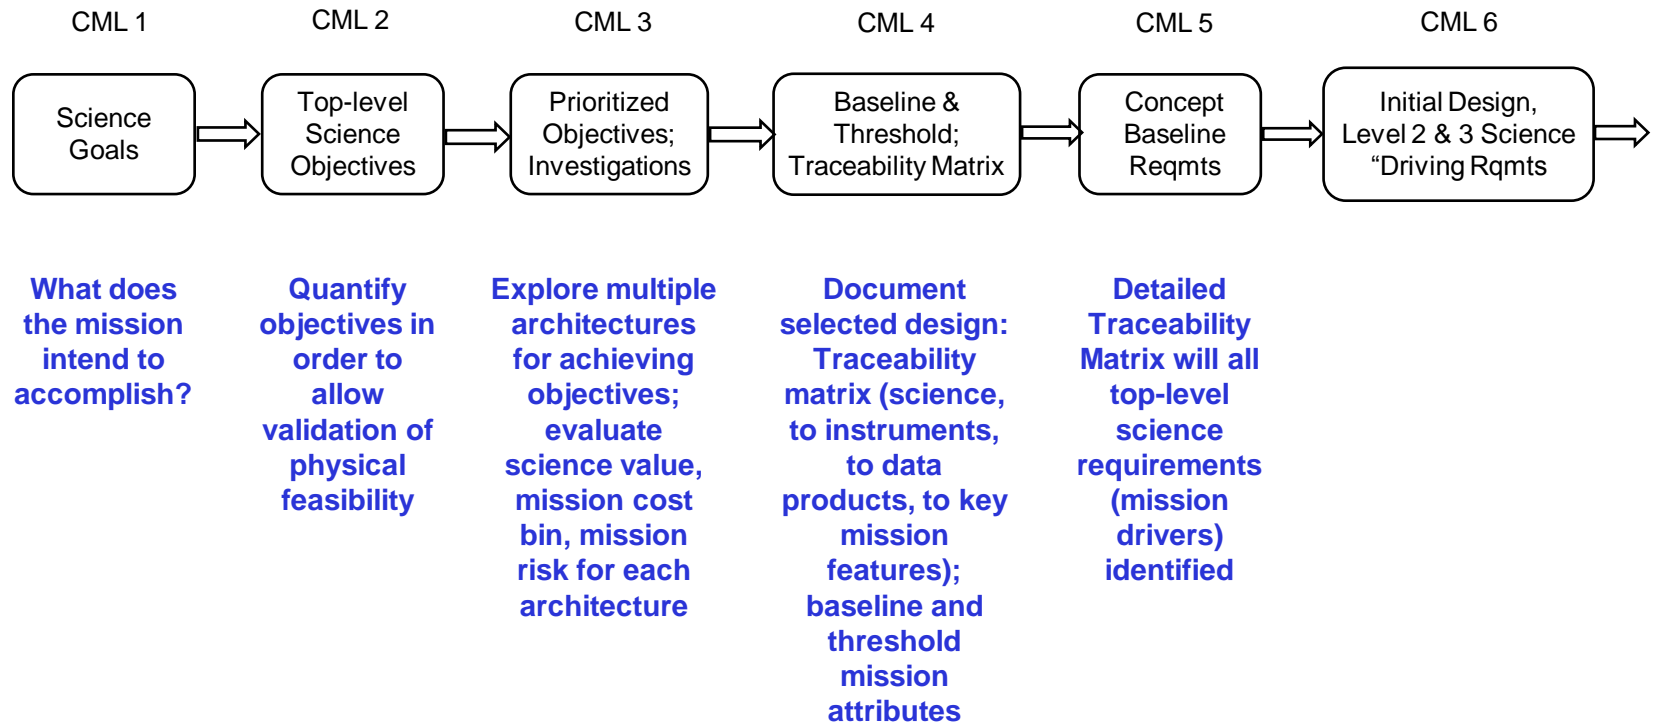 CML 1
CML 2
CML 3
CML 4
CML 5
CML 6
Science
Goals
Top-level
Science
Objectives
Prioritized
Objectives;
Investigations
Baseline &
Threshold;
Traceability Matrix
Concept
Baseline
Reqmts
Initial Design,
Level 2 & 3 Science
“Driving Rqmts
What does
the mission
intend to
accomplish?
Quantify
objectives in
order to
allow
validation of
physical
feasibility
Explore multiple
architectures
for achieving
objectives;
evaluate
science value,
mission cost
bin, mission
risk for each
architecture
Document
selected design:
Traceability
matrix (science,
to instruments,
to data
products, to key
mission
features);
baseline and
threshold
mission
attributes
Detailed
Traceability
Matrix will all
top-level
science
requirements
(mission
drivers)
identified